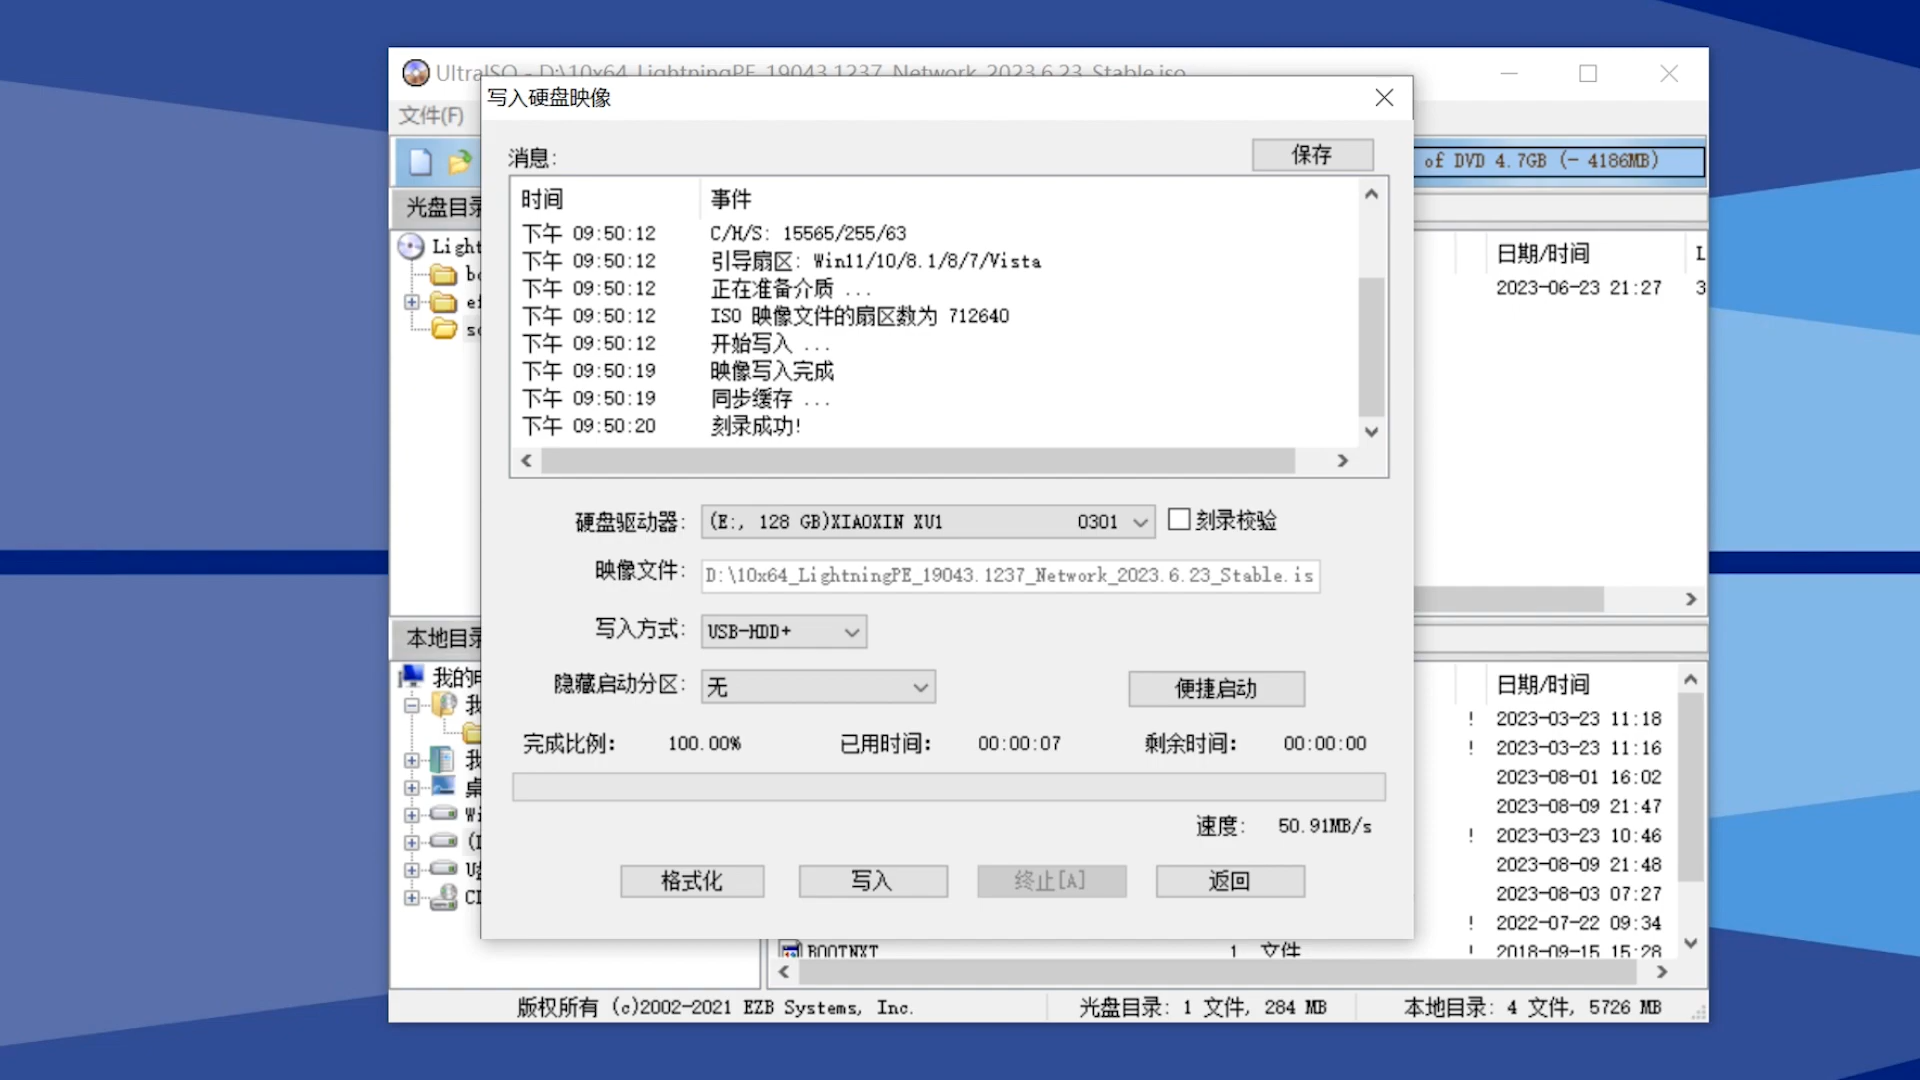 UltraISO - D:\10x64_LightningPE_19043.1237_Network_2023.6.23_Stable.iso
写入硬盘映像
文件(F)
消息:
保存
of DVD 4.7GB (- 4186MB)
时间 事件
下午 09:50:12 C/H/S: 15565/255/63
下午 09:50:12 引导扇区: Win11/10/8.1/8/7/Vista
下午 09:50:12 正在准备介质 ...
下午 09:50:12 ISO 映像文件的扇区数为 712640
下午 09:50:12 开始写入 ...
下午 09:50:19 映像写入完成
下午 09:50:19 同步缓存 ...
下午 09:50:20 刻录成功!
光盘目录
Light
日期/时间 L
2023-06-23 21:27 3
硬盘驱动器: (E:, 128 GB)XIAOXIN XU1 0301 刻录校验
映像文件: D:\10x64_LightningPE_19043.1237_Network_2023.6.23_Stable.is
写入方式: USB-HDD+
隐藏启动分区: 无 便捷启动
完成比例: 100.00% 已用时间: 00:00:07 剩余时间: 00:00:00
速度: 50.91MB/s
格式化 写入 终止[A] 返回
本地目录
我的
我
我
桌
Wi
U
CD
日期/时间
! 2023-03-23 11:18
! 2023-03-23 11:16
2023-08-01 16:02
2023-08-09 21:47
! 2023-03-23 10:46
2023-08-09 21:48
2023-08-03 07:27
! 2022-07-22 09:34
BOOTNXT 1 文件 ! 2018-09-15 15:28
版权所有 (c)2002-2021 EZB Systems, Inc. 光盘目录: 1 文件, 284 MB 本地目录: 4 文件, 5726 MB